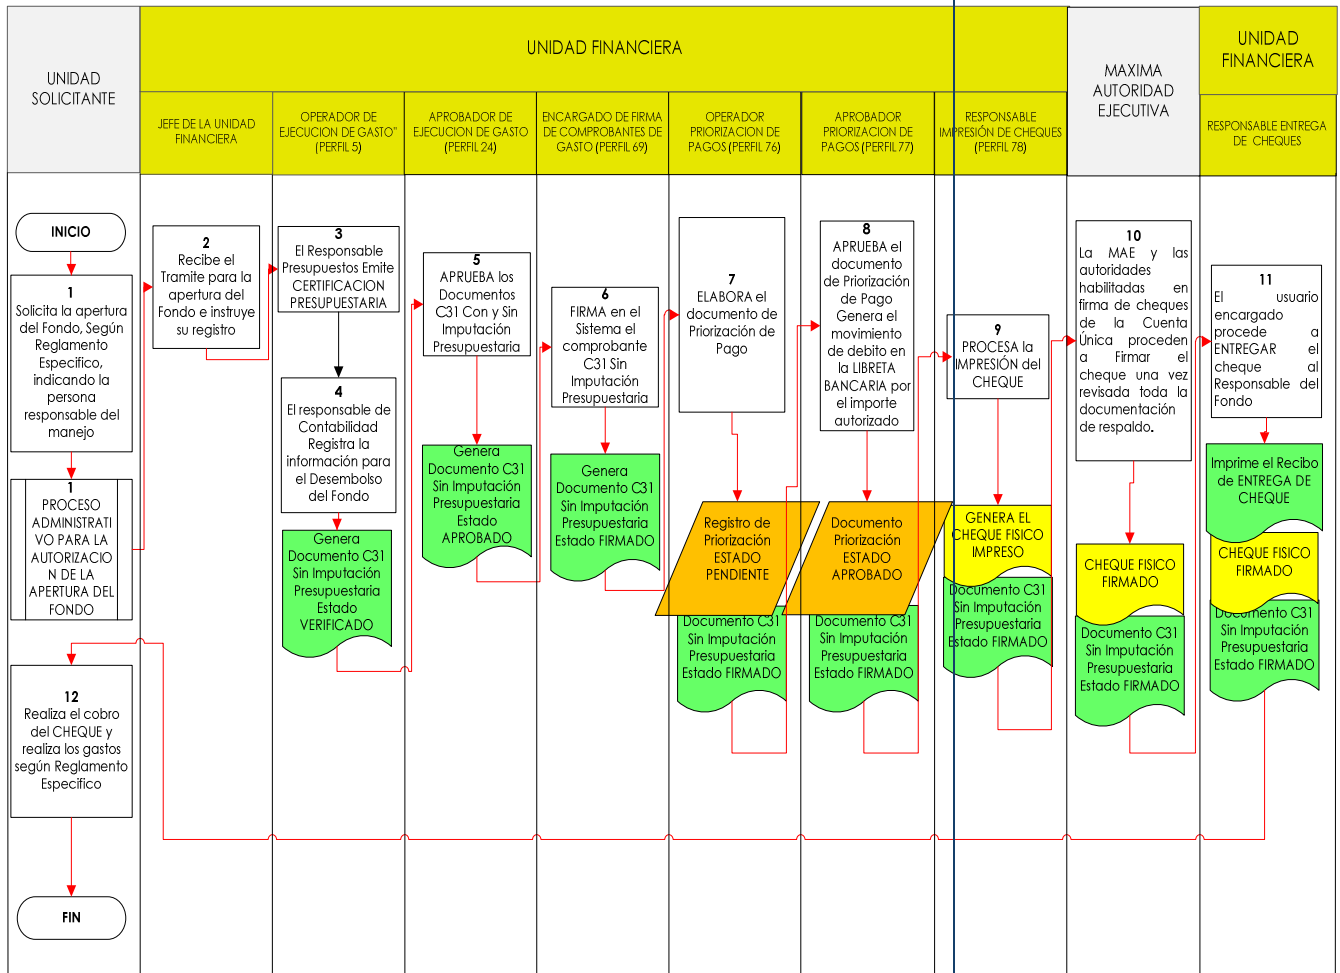 UNIDAD
SOLICITANTE
UNIDAD FINANCIERA
MAXIMA
AUTORIDAD
EJECUTIVA
UNIDAD
FINANCIERA
JEFE DE LA UNIDAD
FINANCIERA
OPERADOR DE
EJECUCION DE GASTO"
(PERFIL 5)
APROBADOR DE
EJECUCION DE GASTO
(PERFIL 24)
ENCARGADO DE FIRMA
DE COMPROBANTES DE
GASTO (PERFIL 69)
OPERADOR
PRIORIZACION DE
PAGOS (PERFIL 76)
APROBADOR
PRIORIZACION DE
PAGOS (PERFIL 77)
RESPONSABLE
IMPRESIÓN DE CHEQUES
(PERFIL 78)
RESPONSABLE ENTREGA
DE CHEQUES
INICIO
1
Solicita la apertura
del Fondo, Según
Reglamento
Especifico,
indicando la
persona
responsable del
manejo
1
PROCESO
ADMINISTRATI
VO PARA LA
AUTORIZACIO
N DE LA
APERTURA DEL
FONDO
2
Recibe el
Tramite para la
apertura del
Fondo e instruye
su registro
3
El Responsable
Presupuestos Emite
CERTIFICACION
PRESUPUESTARIA
4
El responsable de
Contabilidad
Registra la
información para
el Desembolso
del Fondo
Genera
Documento C31
Sin Imputación
Presupuestaria
Estado
VERIFICADO
5
APRUEBA los
Documentos
C31 Con y Sin
Imputación
Presupuestaria
Genera
Documento C31
Sin Imputación
Presupuestaria
Estado
APROBADO
6
FIRMA en el
Sistema el
comprobante
C31 Sin
Imputación
Presupuestaria
Genera
Documento C31
Sin Imputación
Presupuestaria
Estado FIRMADO
7
ELABORA el
documento de
Priorización de
Pago
Registro de
Priorización
ESTADO
PENDIENTE
Documento C31
Sin Imputación
Presupuestaria
Estado FIRMADO
8
APRUEBA el
documento
de Priorización
de Pago
Genera el
movimiento
de debito en
la LIBRETA
BANCARIA por
el importe
autorizado
Documento
Priorización
ESTADO
APROBADO
Documento C31
Sin Imputación
Presupuestaria
Estado FIRMADO
9
PROCESA la
IMPRESIÓN del
CHEQUE
GENERA EL
CHEQUE FISICO
IMPRESO
Documento C31
Sin Imputación
Presupuestaria
Estado FIRMADO
10
La MAE y las
autoridades
habilitadas en
firma de cheques
de la Cuenta
Única proceden
a Firmar el
cheque una vez
revisada toda la
documentación
de respaldo.
CHEQUE FISICO
FIRMADO
Documento C31
Sin Imputación
Presupuestaria
Estado FIRMADO
11
El usuario
encargado
procede a
ENTREGAR el
cheque al
Responsable del
Fondo
Imprime el Recibo
de ENTREGA DE
CHEQUE
CHEQUE FISICO
FIRMADO
Documento C31
Sin Imputación
Presupuestaria
Estado FIRMADO
12
Realiza el cobro
del CHEQUE y
realiza los gastos
según Reglamento
Especifico
FIN